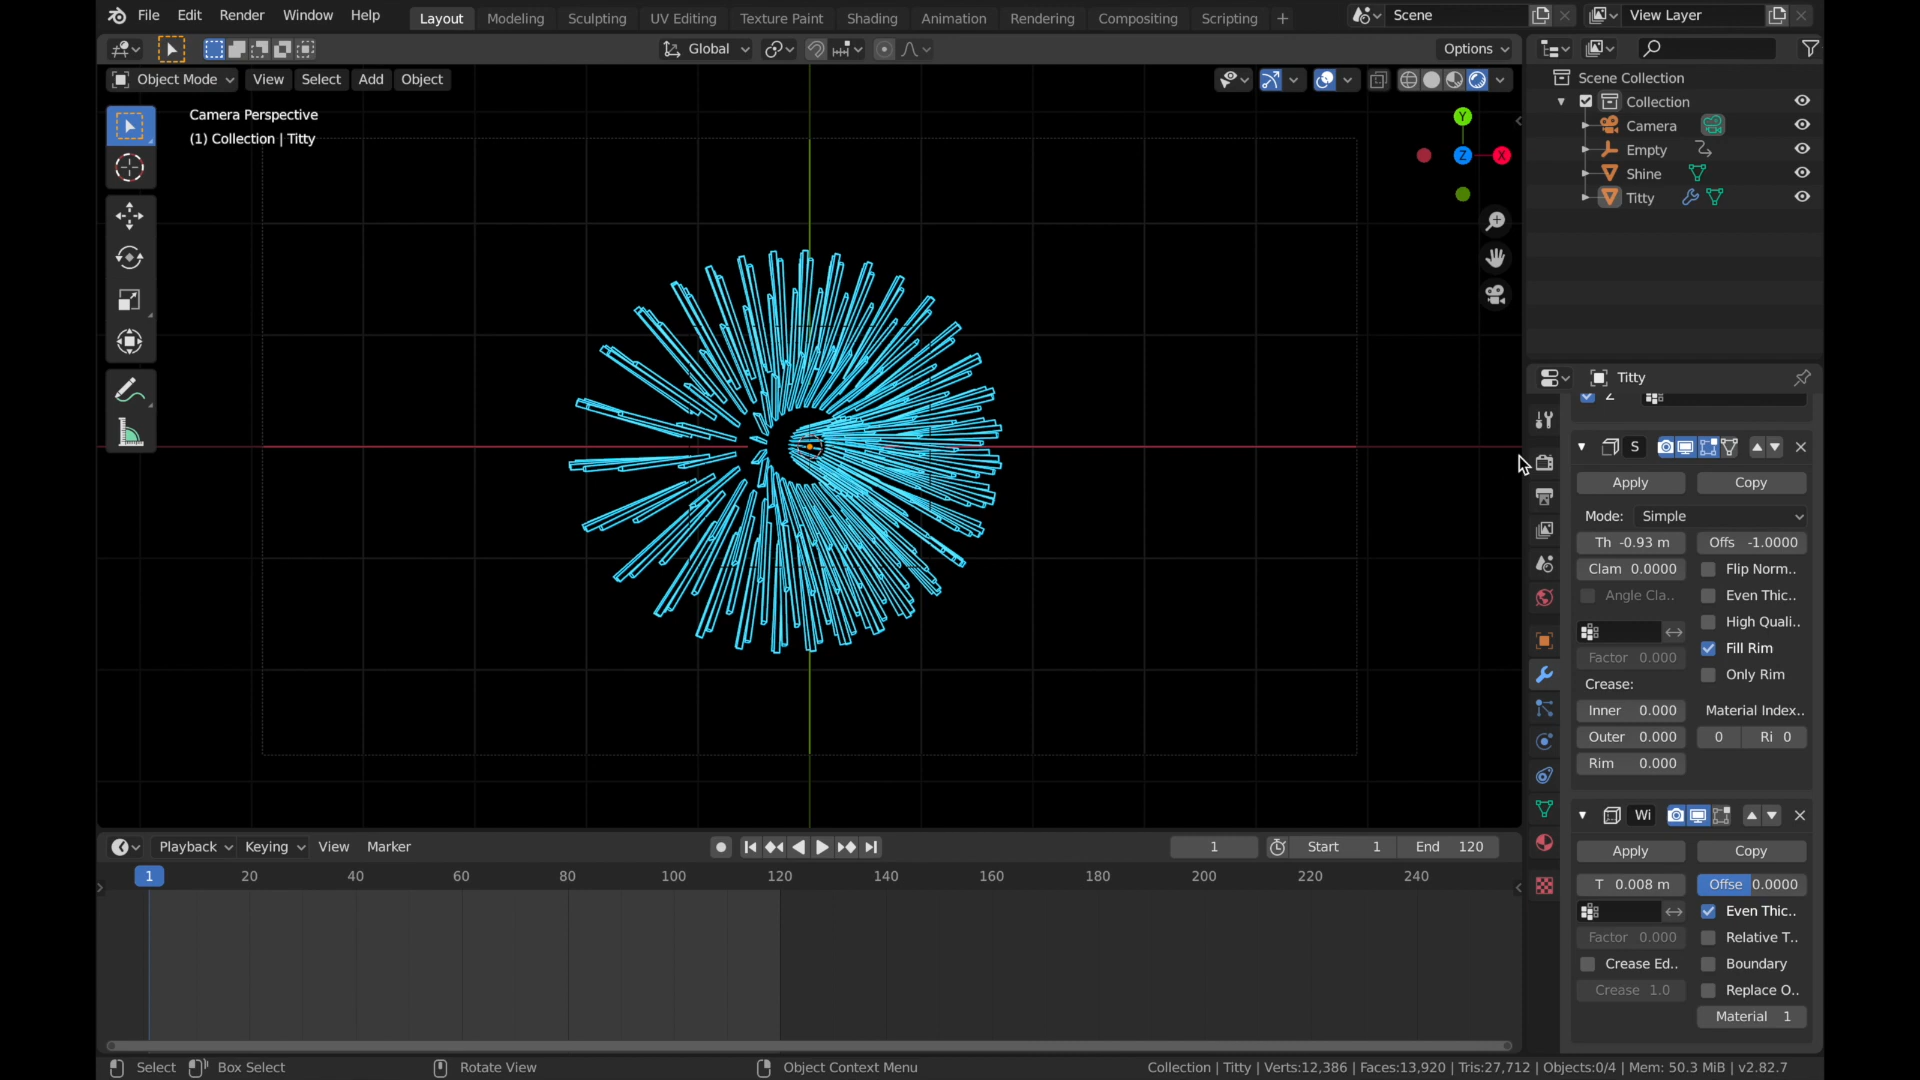 File Edit Render Window Help Layout Modeling Sculpting UV Editing Texture Paint Shading Animation Rendering Compositing Scripting + Scene View Layer
Global Options
Object Mode View Select Add Object
Camera Perspective
(1) Collection | Titty
Y
Z X
Scene Collection
Collection
Camera
Empty
Shine
Titty
Titty
Z
S
Apply Copy
Mode: Simple
Th -0.93 m Offs -1.0000
Clam 0.0000 Flip Norm..
Angle Cla.. Even Thic..
High Quali..
Fill Rim
Factor 0.000
Only Rim
Crease:
Inner 0.000 Material Index..
Outer 0.000 0 Ri 0
Rim 0.000
Wi
Apply Copy
T 0.008 m Offse 0.0000
Even Thic..
Factor 0.000 Relative T..
Crease Ed.. Boundary
Crease 1.0 Replace O..
Material 1
Playback Keying View Marker 1 Start 1 End 120
1 20 40 60 80 100 120 140 160 180 200 220 240
Select Box Select Rotate View Object Context Menu Collection | Titty | Verts:12,386 | Faces:13,920 | Tris:27,712 | Objects:0/4 | Mem: 50.3 MiB | v2.82.7